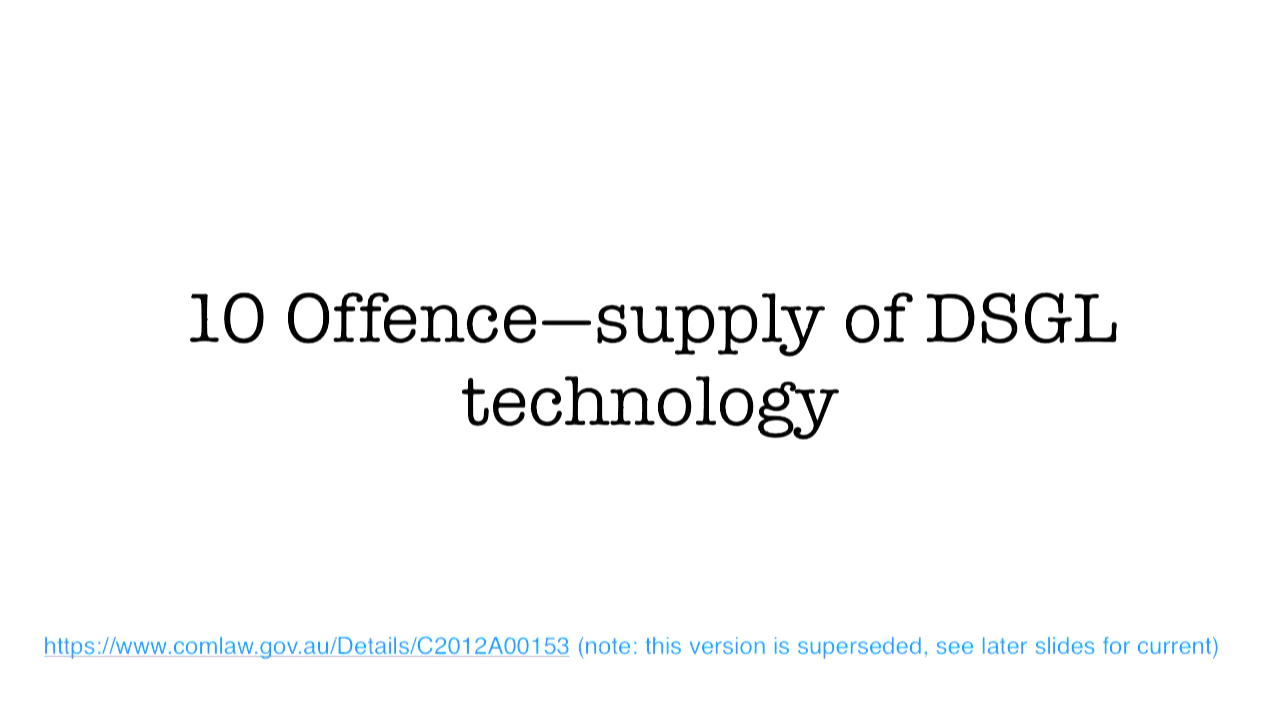 10 Offence—supply of DSGL
technology
https://www.comlaw.gov.au/Details/C2012A00153 (note: this version is superseded, see later slides for current)